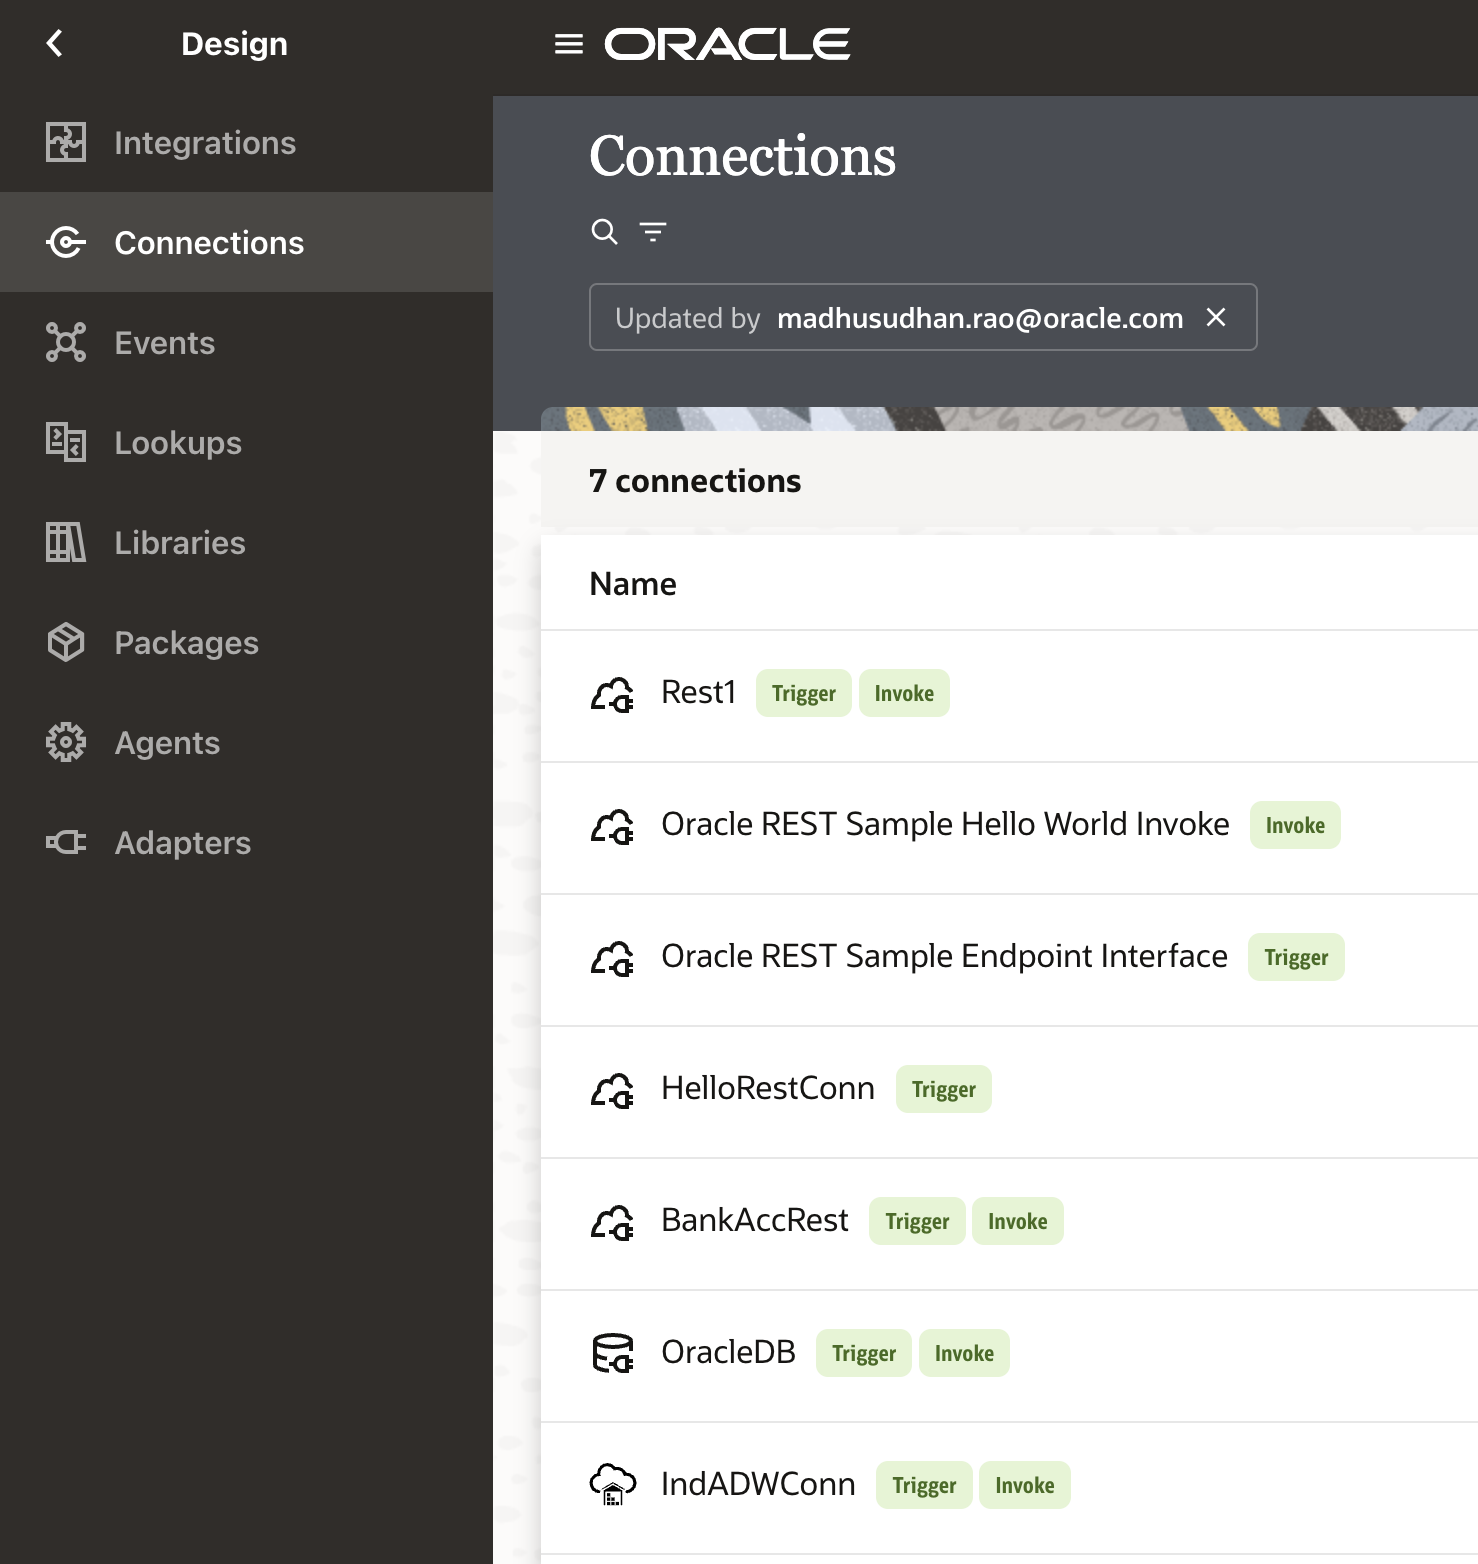 Design
Integrations
Connections
Events
Lookups
Libraries
Packages
Agents
Adapters
ORACLE
Connections
Updated by madhusudhan.rao@oracle.com
7 connections
Name
Rest1 Trigger Invoke
Oracle REST Sample Hello World Invoke Invoke
Oracle REST Sample Endpoint Interface Trigger
HelloRestConn Trigger
BankAccRest Trigger Invoke
OracleDB Trigger Invoke
IndADWConn Trigger Invoke